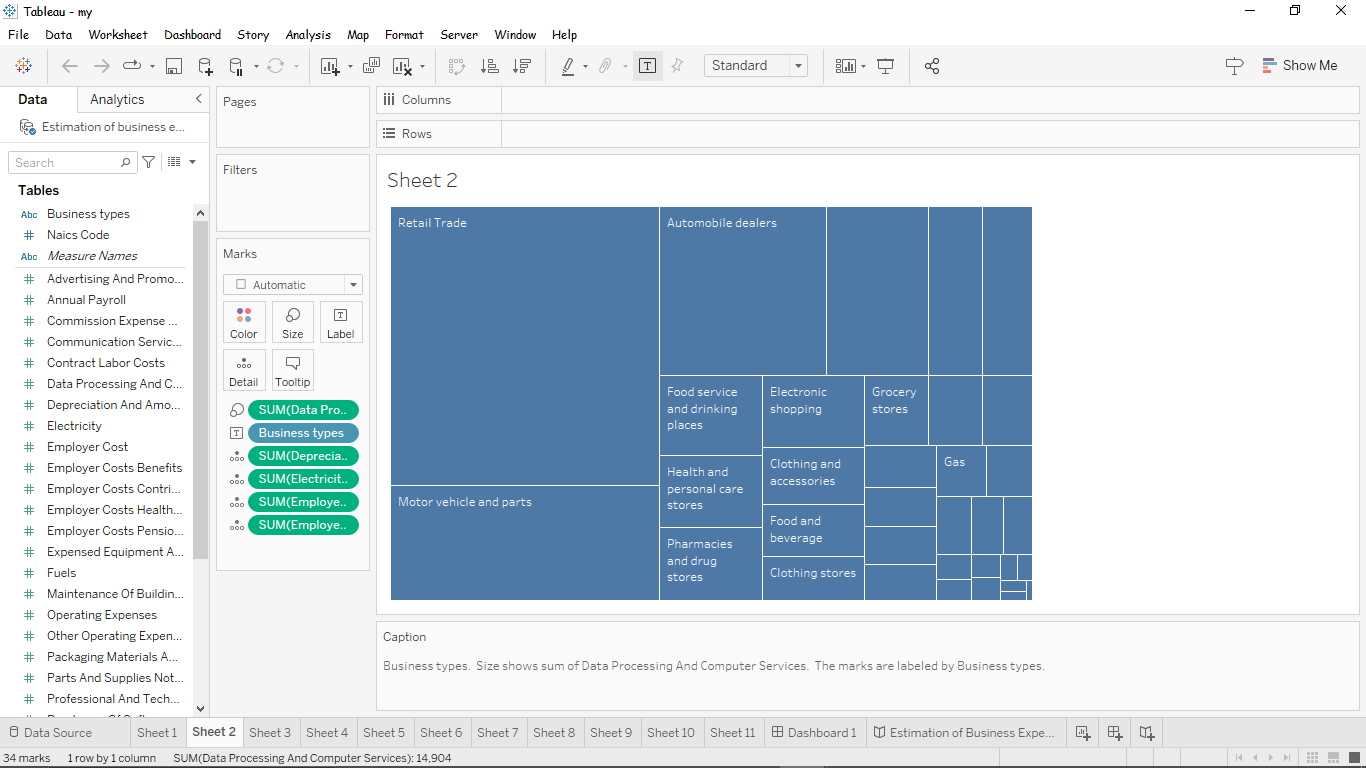 Tableau - my
File Data Worksheet Dashboard Story Analysis Map Format Server Window Help
Standard
Show Me
Data Analytics
Estimation of business e...
Search
Tables
Abc Business types
# Naics Code
Abc Measure Names
# Advertising And Promo...
# Annual Payroll
# Commission Expense ...
# Communication Servic...
# Contract Labor Costs
# Data Processing And C...
# Depreciation And Amo...
# Electricity
# Employer Cost
# Employer Costs Benefits
# Employer Costs Contri...
# Employer Costs Health...
# Employer Costs Pensio...
# Expensed Equipment A...
# Fuels
# Maintenance Of Buildin...
# Operating Expenses
# Other Operating Expen...
# Packaging Materials A...
# Parts And Supplies Not...
# Professional And Tech...
Pages
Filters
Marks
Automatic
Color Size Label
Detail Tooltip
SUM(Data Pro..
Business types
SUM(Deprecia..
SUM(Electricit..
SUM(Employe..
SUM(Employe..
Columns
Rows
Sheet 2
Retail Trade
Motor vehicle and parts
Automobile dealers
Food service
and drinking
places
Health and
personal care
stores
Pharmacies
and drug
stores
Electronic
shopping
Clothing and
accessories
Food and
beverage
Clothing stores
Grocery
stores
Gas
Caption
Business types. Size shows sum of Data Processing And Computer Services. The marks are labeled by Business types.
Data Source Sheet 1 Sheet 2 Sheet 3 Sheet 4 Sheet 5 Sheet 6 Sheet 7 Sheet 8 Sheet 9 Sheet 10 Sheet 11 Dashboard 1 Estimation of Business Expe...
34 marks 1 row by 1 column SUM(Data Processing And Computer Services): 14,904